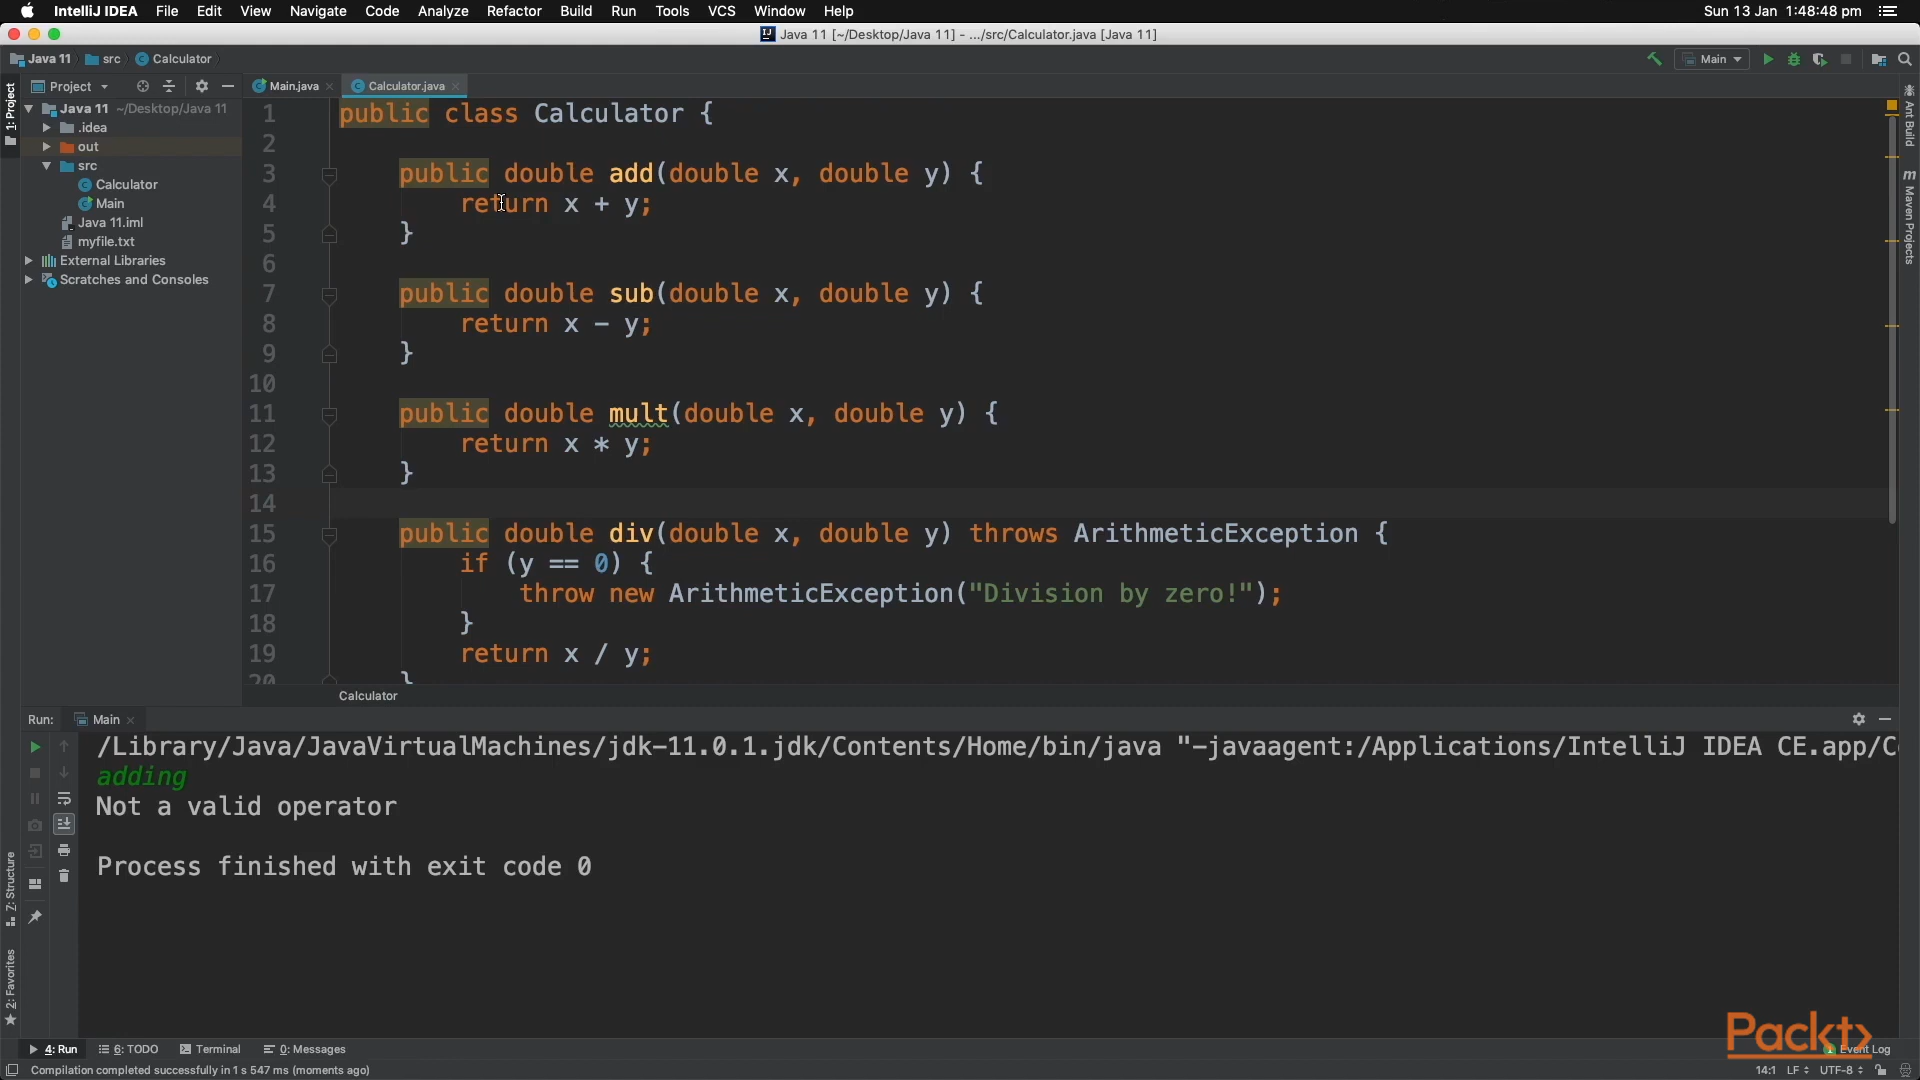 IntelliJ IDEA File Edit View Navigate Code Analyze Refactor Build Run Tools VCS Window Help Sun 13 Jan 1:48:48 pm
Java 11 [~/Desktop/Java 11] - .../src/Calculator.java [Java 11]
Java 11 src Calculator Main
Project Main.java Calculator.java
1: Project
Java 11 ~/Desktop/Java 11
.idea
out
src
Calculator
Main
Java 11.iml
myfile.txt
External Libraries
Scratches and Consoles
1 public class Calculator {
2
3 public double add(double x, double y) {
4 return x + y;
5 }
6
7 public double sub(double x, double y) {
8 return x − y;
9 }
10
11 public double mult(double x, double y) {
12 return x * y;
13 }
14
15 public double div(double x, double y) throws ArithmeticException {
16 if (y == 0) {
17 throw new ArithmeticException("Division by zero!");
18 }
19 return x / y;
20 }
Calculator
Ant Build
m Maven Projects
Run: Main
/Library/Java/JavaVirtualMachines/jdk-11.0.1.jdk/Contents/Home/bin/java "-javaagent:/Applications/IntelliJ IDEA CE.app/C
adding
Not a valid operator
Process finished with exit code 0
Z: Structure
2: Favorites
Packt
4: Run 6: TODO Terminal 0: Messages 1 Event Log
Compilation completed successfully in 1 s 547 ms (moments ago) 14:1 LF UTF-8